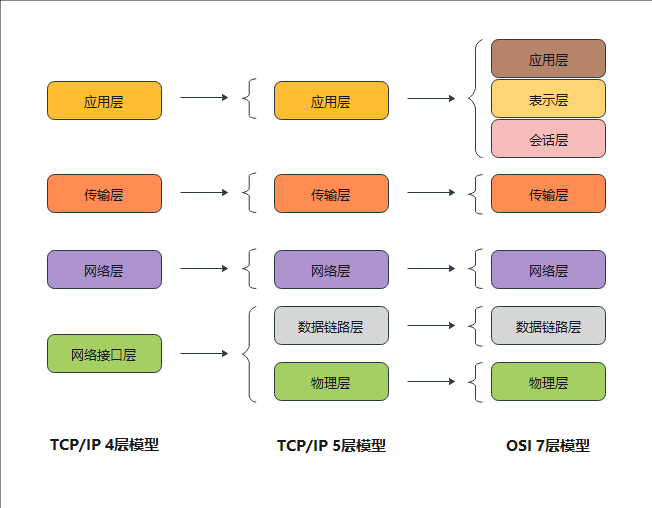 应用层
传输层
网络层
网络接口层
TCP/IP 4层模型
应用层
传输层
网络层
数据链路层
物理层
TCP/IP 5层模型
应用层
表示层
会话层
传输层
网络层
数据链路层
物理层
OSI 7层模型